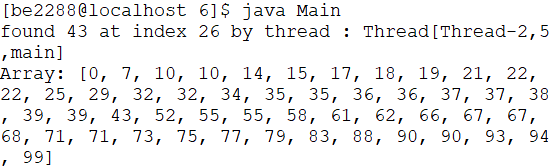 [be2288@localhost 6]$ java Main
found 43 at index 26 by thread : Thread[Thread-2,5
,main]
Array: [0, 7, 10, 10, 14, 15, 17, 18, 19, 21, 22,
22, 25, 29, 32, 32, 34, 35, 35, 36, 36, 37, 37, 38
, 39, 39, 43, 52, 55, 55, 58, 61, 62, 66, 67, 67,
68, 71, 71, 73, 75, 77, 79, 83, 88, 90, 90, 93, 94
, 99]